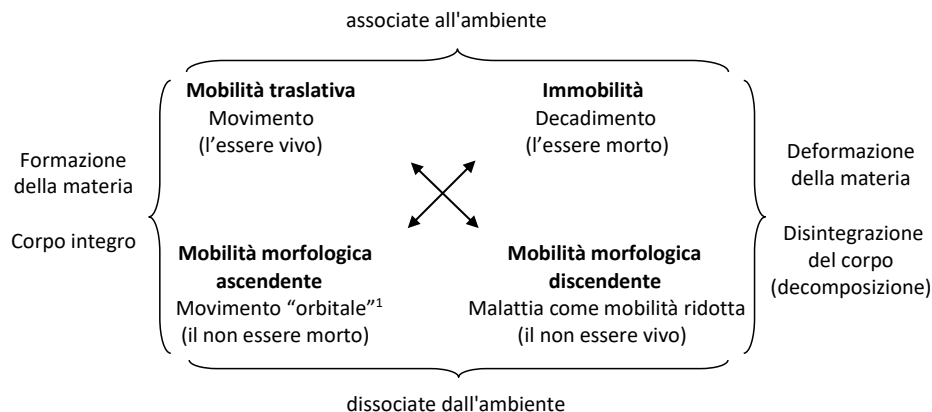 associate all'ambiente
Mobilità traslativa
Movimento
(l’essere vivo)
Immobilità
Decadimento
(l’essere morto)
Formazione
della materia
Corpo integro
Deformazione
della materia
Disintegrazione
del corpo
(decomposizione)
Mobilità morfologica
ascendente
Movimento “orbitale”1
(il non essere morto)
Mobilità morfologica
discendente
Malattia come mobilità ridotta
(il non essere vivo)
dissociate dall'ambiente